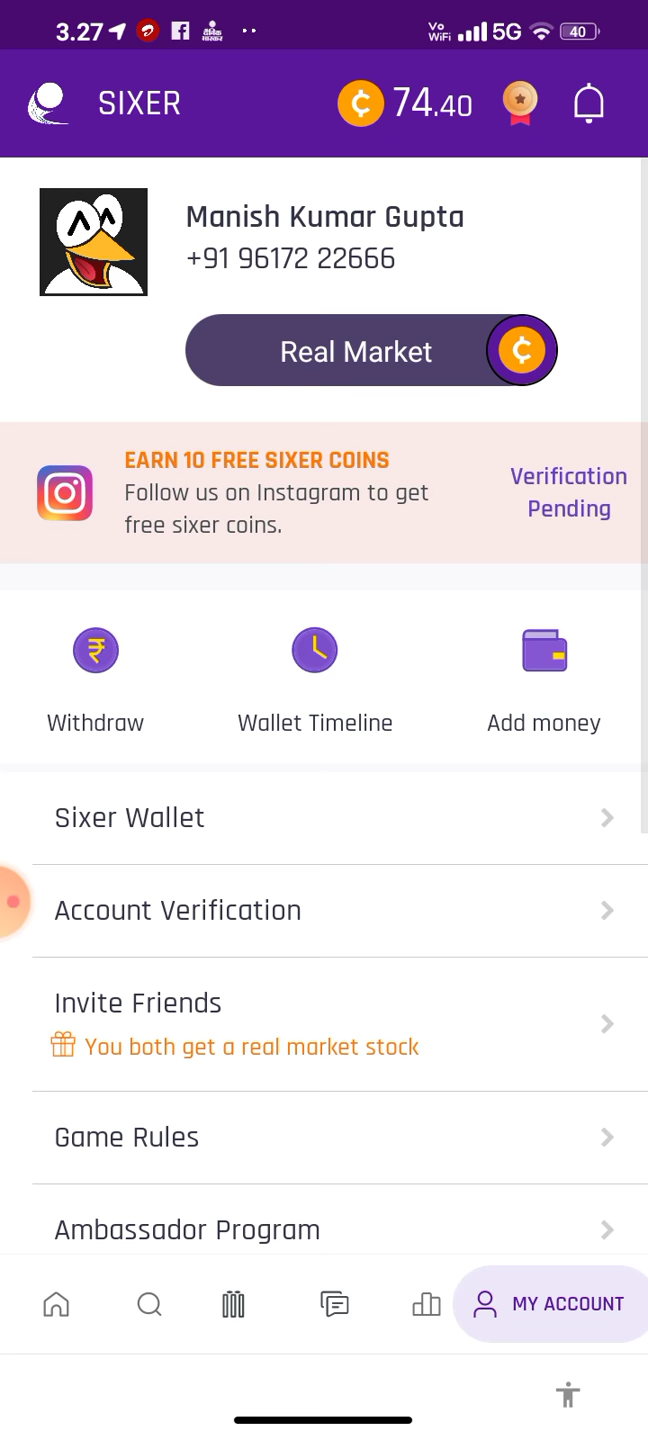 3.27
Vo WiFi 5G 40
SIXER
₵ 74.40
Manish Kumar Gupta
+91 96172 22666
Real Market ₵
EARN 10 FREE SIXER COINS
Follow us on Instagram to get
free sixer coins.
Verification
Pending
₹
Withdraw
Wallet Timeline
Add money
Sixer Wallet
Account Verification
Invite Friends
You both get a real market stock
Game Rules
Ambassador Program
MY ACCOUNT